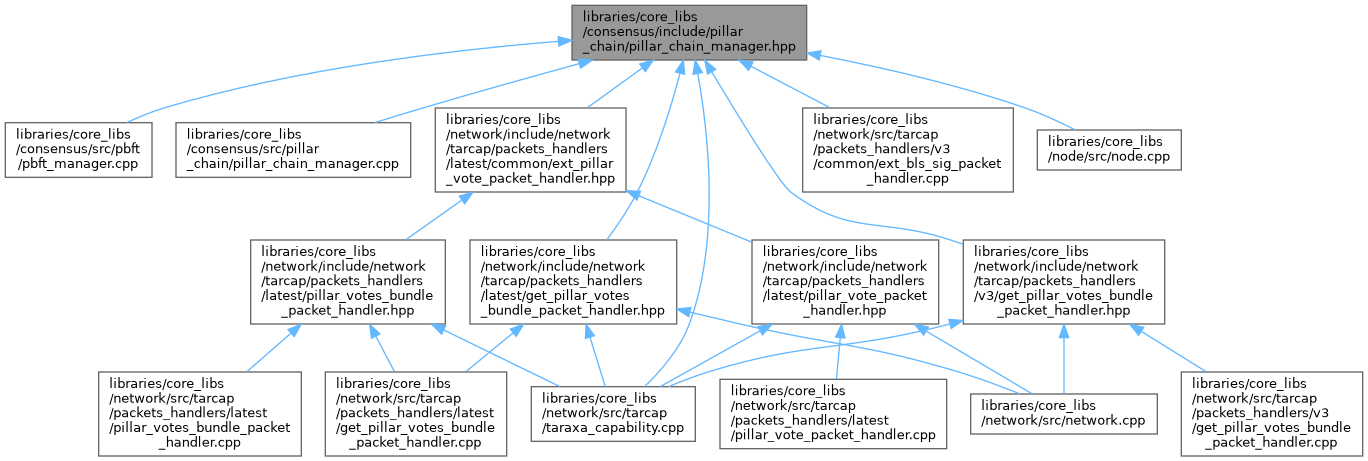 libraries/core_libs
/consensus/include/pillar
_chain/pillar_chain_manager.hpp
libraries/core_libs
/consensus/src/pbft
/pbft_manager.cpp
libraries/core_libs
/consensus/src/pillar
_chain/pillar_chain_manager.cpp
libraries/core_libs
/network/include/network
/tarcap/packets_handlers
/latest/common/ext_pillar
_vote_packet_handler.hpp
libraries/core_libs
/network/src/tarcap
/packets_handlers/v3
/common/ext_bls_sig_packet
_handler.cpp
libraries/core_libs
/node/src/node.cpp
libraries/core_libs
/network/include/network
/tarcap/packets_handlers
/latest/pillar_votes_bundle
_packet_handler.hpp
libraries/core_libs
/network/include/network
/tarcap/packets_handlers
/latest/get_pillar_votes
_bundle_packet_handler.hpp
libraries/core_libs
/network/include/network
/tarcap/packets_handlers
/latest/pillar_vote_packet
_handler.hpp
libraries/core_libs
/network/include/network
/tarcap/packets_handlers
/v3/get_pillar_votes_bundle
_packet_handler.hpp
libraries/core_libs
/network/src/tarcap
/packets_handlers/latest
/pillar_votes_bundle_packet
_handler.cpp
libraries/core_libs
/network/src/tarcap
/packets_handlers/latest
/get_pillar_votes_bundle
_packet_handler.cpp
libraries/core_libs
/network/src/tarcap
/taraxa_capability.cpp
libraries/core_libs
/network/src/tarcap
/packets_handlers/latest
/pillar_vote_packet_handler.cpp
libraries/core_libs
/network/src/network.cpp
libraries/core_libs
/network/src/tarcap
/packets_handlers/v3
/get_pillar_votes_bundle
_packet_handler.cpp